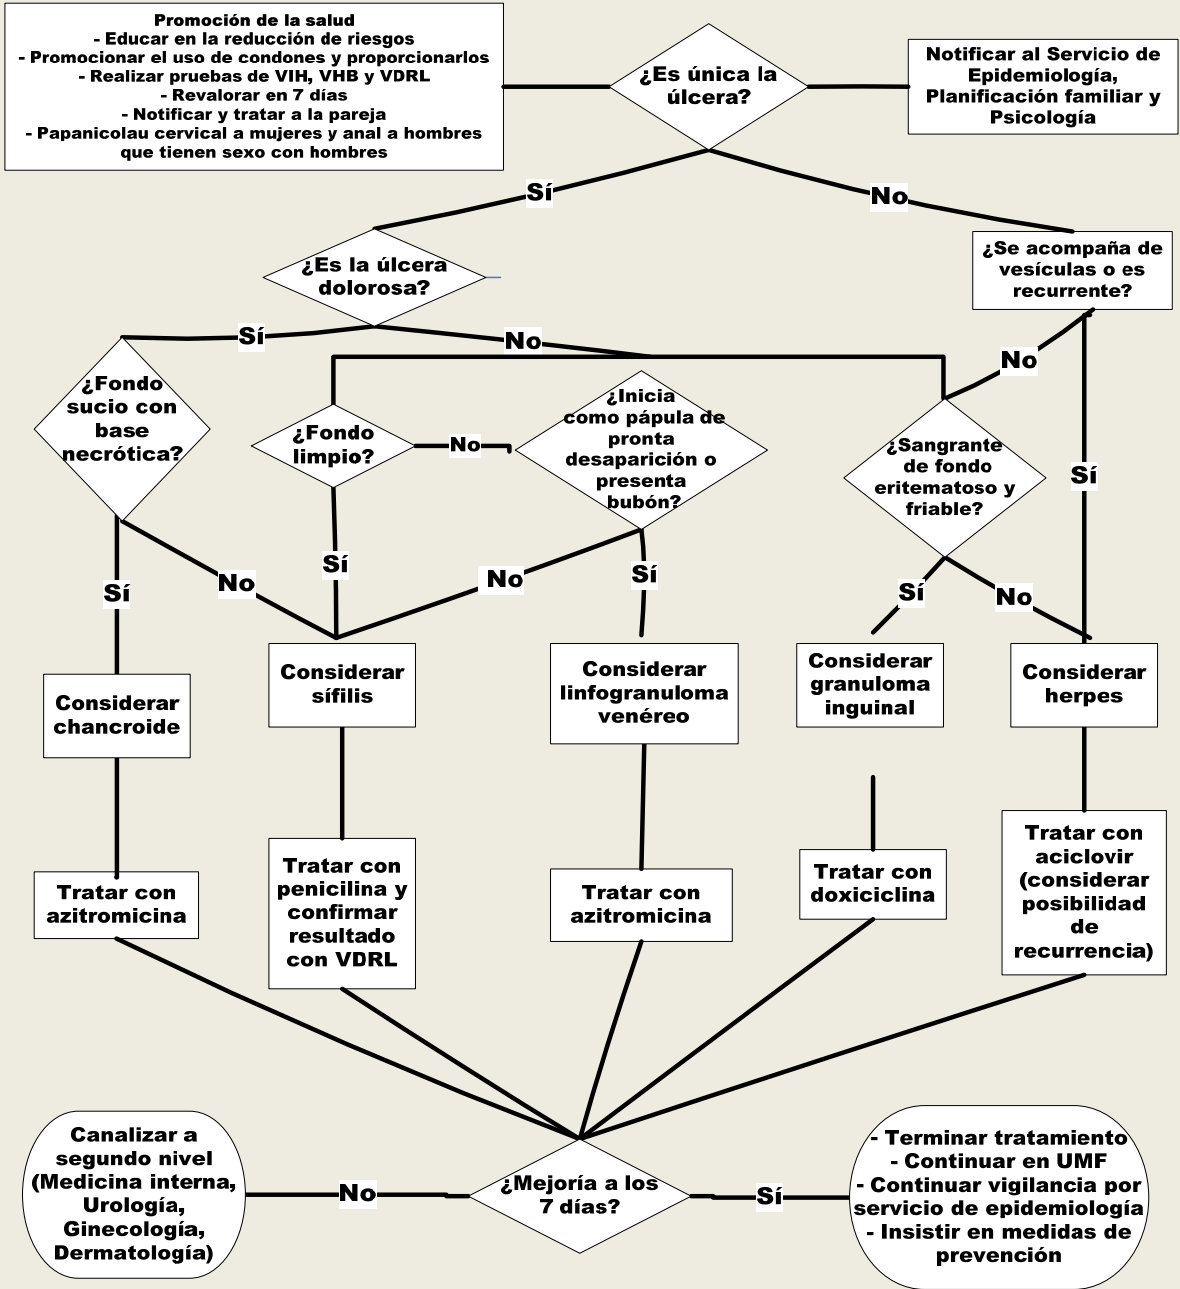 Promoción de la salud
- Educar en la reducción de riesgos
- Promocionar el uso de condones y proporcionarlos
- Realizar pruebas de VIH, VHB y VDRL
- Revalorar en 7 días
- Notificar y tratar a la pareja
- Papanicolau cervical a mujeres y anal a hombres
que tienen sexo con hombres
¿Es única la
úlcera?
Notificar al Servicio de
Epidemiología,
Planificación familiar y
Psicología
Sí
No
¿Es la úlcera
dolorosa?
¿Se acompaña de
vesículas o es
recurrente?
Sí
No
No
Sí
¿Fondo
sucio con
base
necrótica?
¿Fondo
limpio?
No
¿Inicia
como pápula de
pronta
desaparición o
presenta
bubón?
¿Sangrante
de fondo
eritematoso y
friable?
Sí
No
Sí
No
Sí
Sí
No
Considerar
chancroide
Considerar
sífilis
Considerar
linfogranuloma
venéreo
Considerar
granuloma
inguinal
Considerar
herpes
Tratar con
azitromicina
Tratar con
penicilina y
confirmar
resultado
con VDRL
Tratar con
azitromicina
Tratar con
doxiciclina
Tratar con
aciclovir
(considerar
posibilidad
de
recurrencia)
Canalizar a
segundo nivel
(Medicina interna,
Urología,
Ginecología,
Dermatología)
No
¿Mejoría a los
7 días?
Sí
- Terminar tratamiento
- Continuar en UMF
- Continuar vigilancia por
servicio de epidemiología
- Insistir en medidas de
prevención